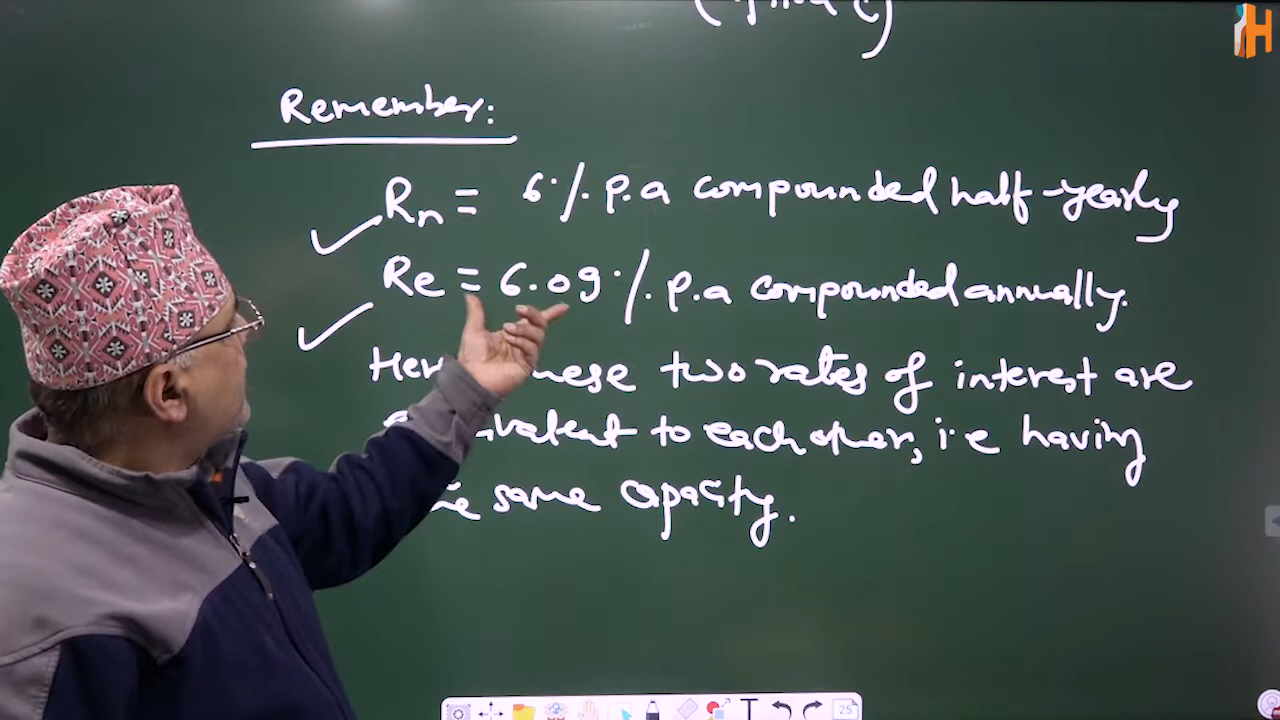 Remember:
Rn = 6% p.a compounded half-yearly
Re = 6.09% p.a compounded annually.
two rates of interest are
to each other, i.e having
same capacity.
H
T
25